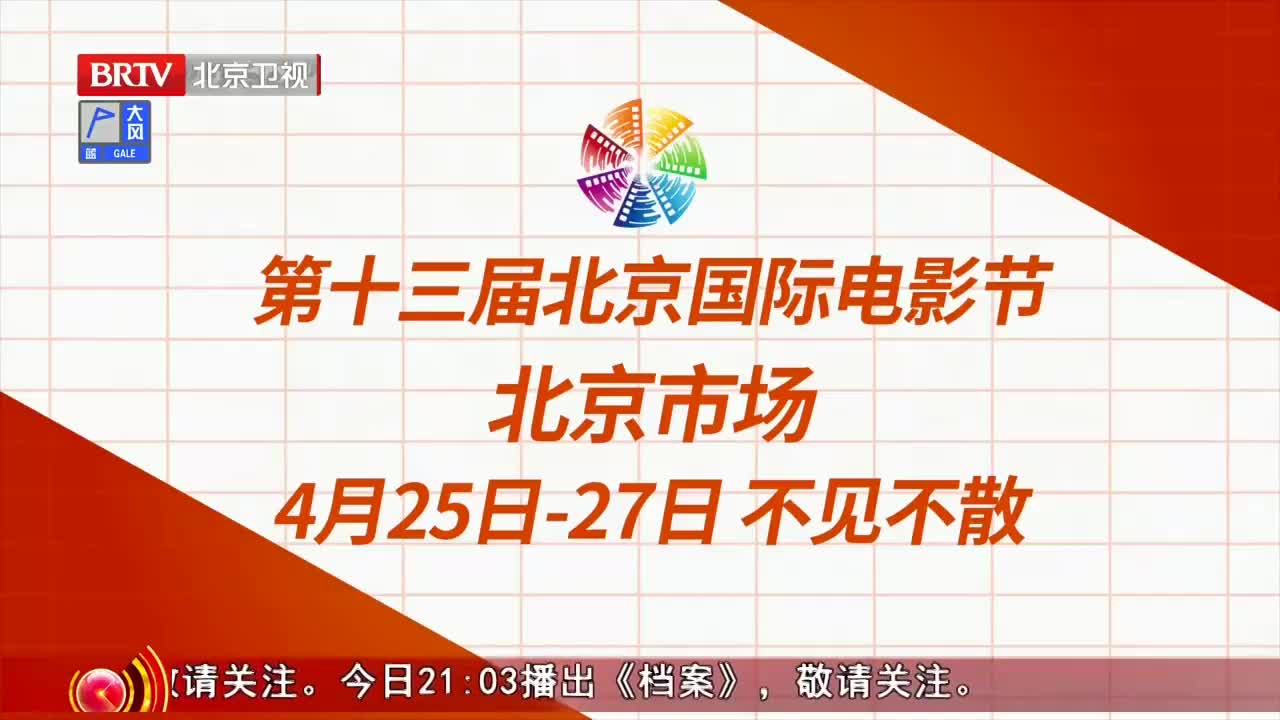 BRTV 北京卫视
大风
蓝 GALE
第十三届北京国际电影节
北京市场
4月25日-27日 不见不散
请关注。今日21:03播出《档案》，敬请关注。